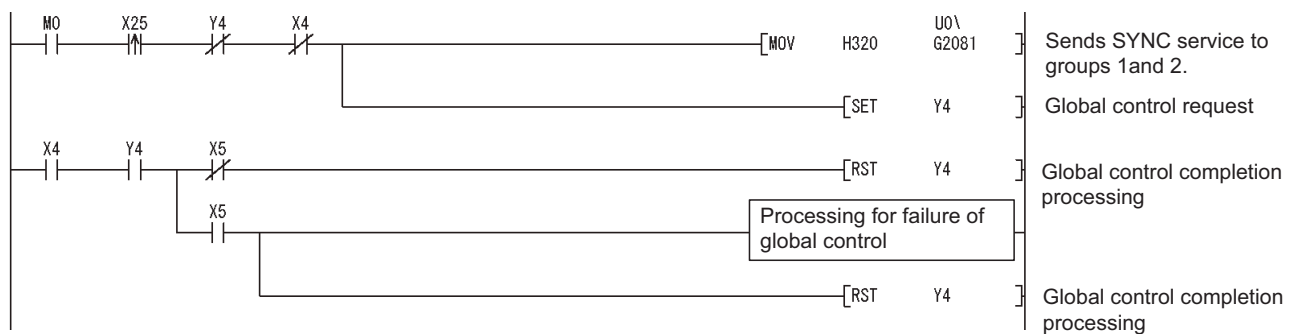 M0 X25 Y4 X4 U0\
[MOV H320 G2081 ] Sends SYNC service to
groups 1and 2.
[SET Y4 ] Global control request
X4 Y4 X5
[RST Y4 ] Global control completion
processing
X5
Processing for failure of
global control
[RST Y4 ] Global control completion
processing